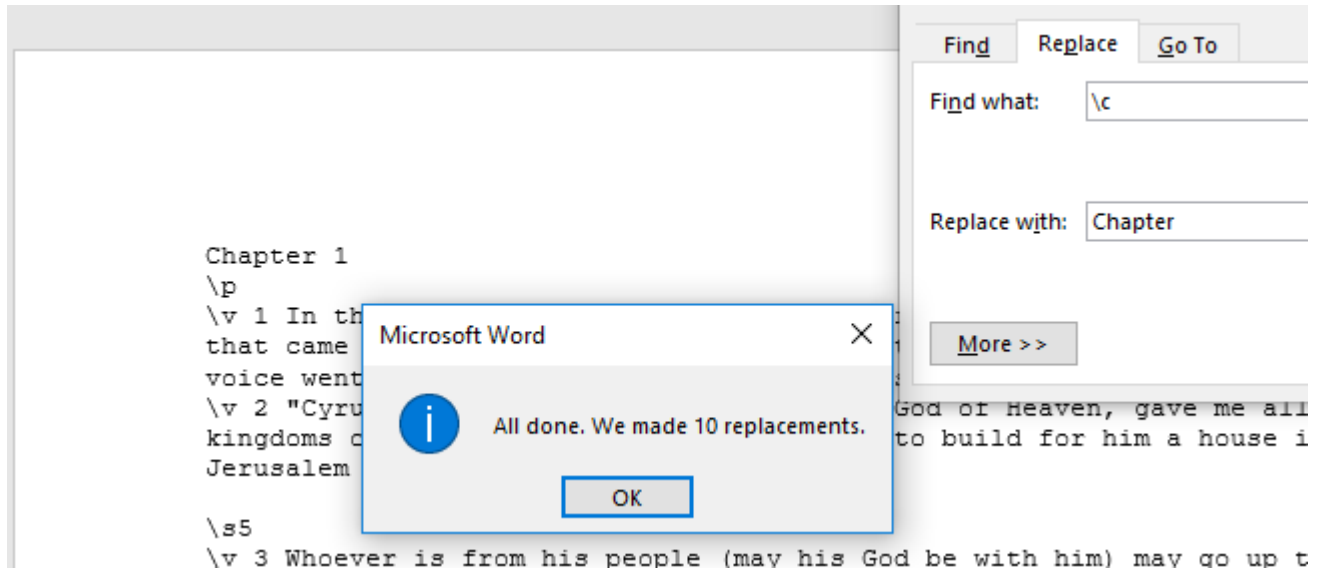 Find Replace Go To
Find what: \c
Replace with: Chapter
More >>
Chapter 1
\p
\v 1 In th
that came
voice went
\v 2 "Cyru God of Heaven, gave me all
kingdoms to build for him a house i
Jerusalem
\s5
\v 3 Whoever is from his people (may his God be with him) may go up t
Microsoft Word
All done. We made 10 replacements.
OK